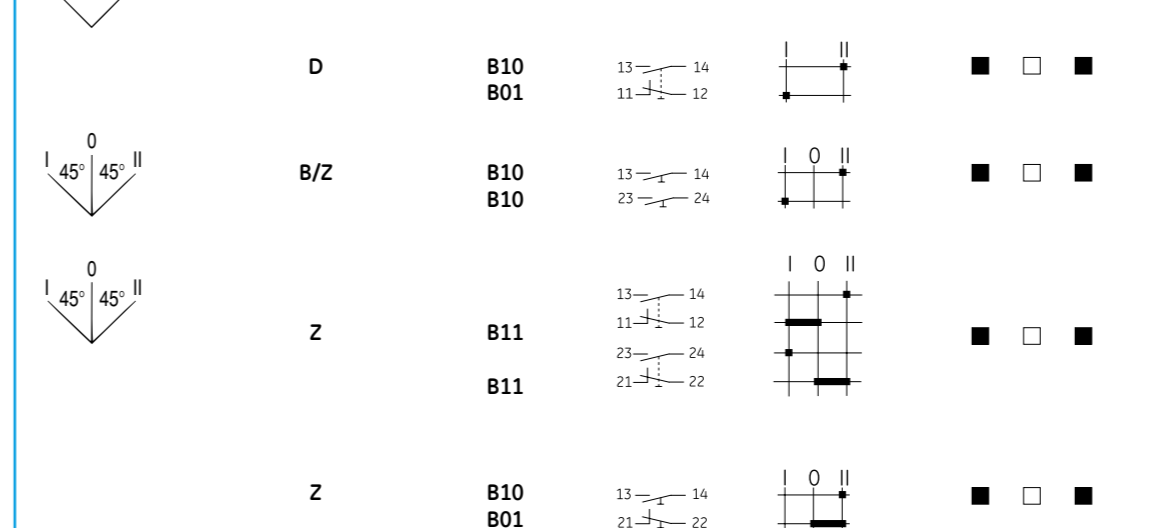 I II
D B10 13 14
B01 11 12
0
I 45° 45° II
I 0 II
B/Z B10 13 14
B10 23 24
0
I 45° 45° II
I 0 II
13 14
11 12
Z B11
23 24
21 22
B11
I 0 II
Z B10 13 14
B01 21 22